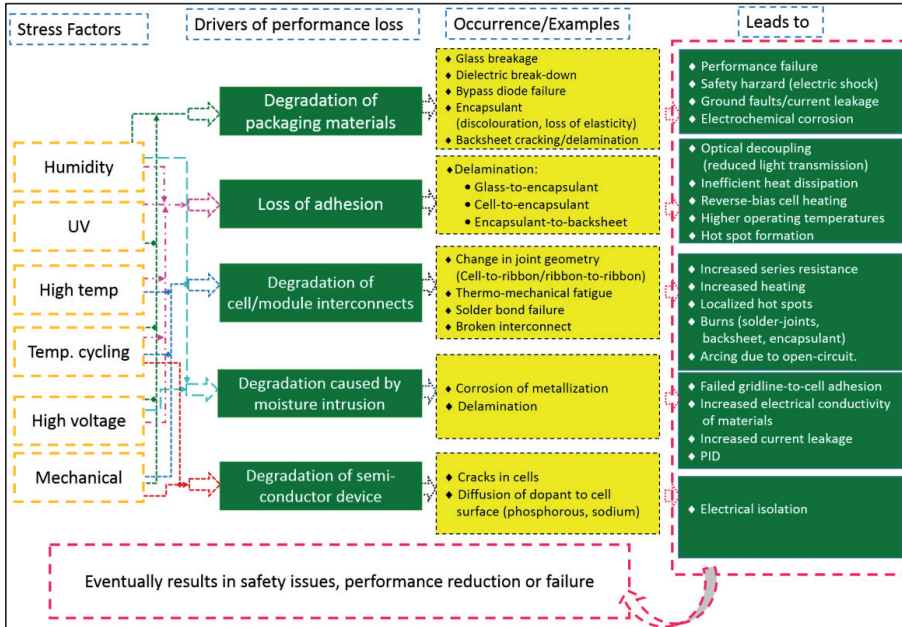 Stress Factors
Drivers of performance loss
Occurrence/Examples
Leads to
Humidity
UV
High temp
Temp. cycling
High voltage
Mechanical
Degradation of
packaging materials
Loss of adhesion
Degradation of
cell/module interconnects
Degradation caused by
moisture intrusion
Degradation of semi-
conductor device
♦ Glass breakage
♦ Dielectric break-down
♦ Bypass diode failure
♦ Encapsulant
(discolouration, loss of elasticity)
♦ Backsheet cracking/delamination
♦Delamination:
• Glass-to-encapsulant
• Cell-to-encapsulant
• Encapsulant-to-backsheet
♦ Change in joint geometry
(Cell-to-ribbon/ribbon-to-ribbon)
♦ Thermo-mechanical fatigue
♦ Solder bond failure
♦ Broken interconnect
♦ Corrosion of metallization
♦ Delamination
♦ Cracks in cells
♦ Diffusion of dopant to cell
surface (phosphorous, sodium)
♦ Performance failure
♦ Safety harzard (electric shock)
♦ Ground faults/current leakage
♦ Electrochemical corrosion
♦ Optical decoupling
(reduced light transmission)
♦ Inefficient heat dissipation
♦ Reverse-bias cell heating
♦ Higher operating temperatures
♦ Hot spot formation
♦ Increased series resistance
♦ Increased heating
♦ Localized hot spots
♦ Burns (solder-joints,
backsheet, encapsulant)
♦ Arcing due to open-circuit.
♦ Failed gridline-to-cell adhesion
♦ Increased electrical conductivity
of materials
♦ Increased current leakage
♦ PID
♦ Electrical isolation
Eventually results in safety issues, performance reduction or failure